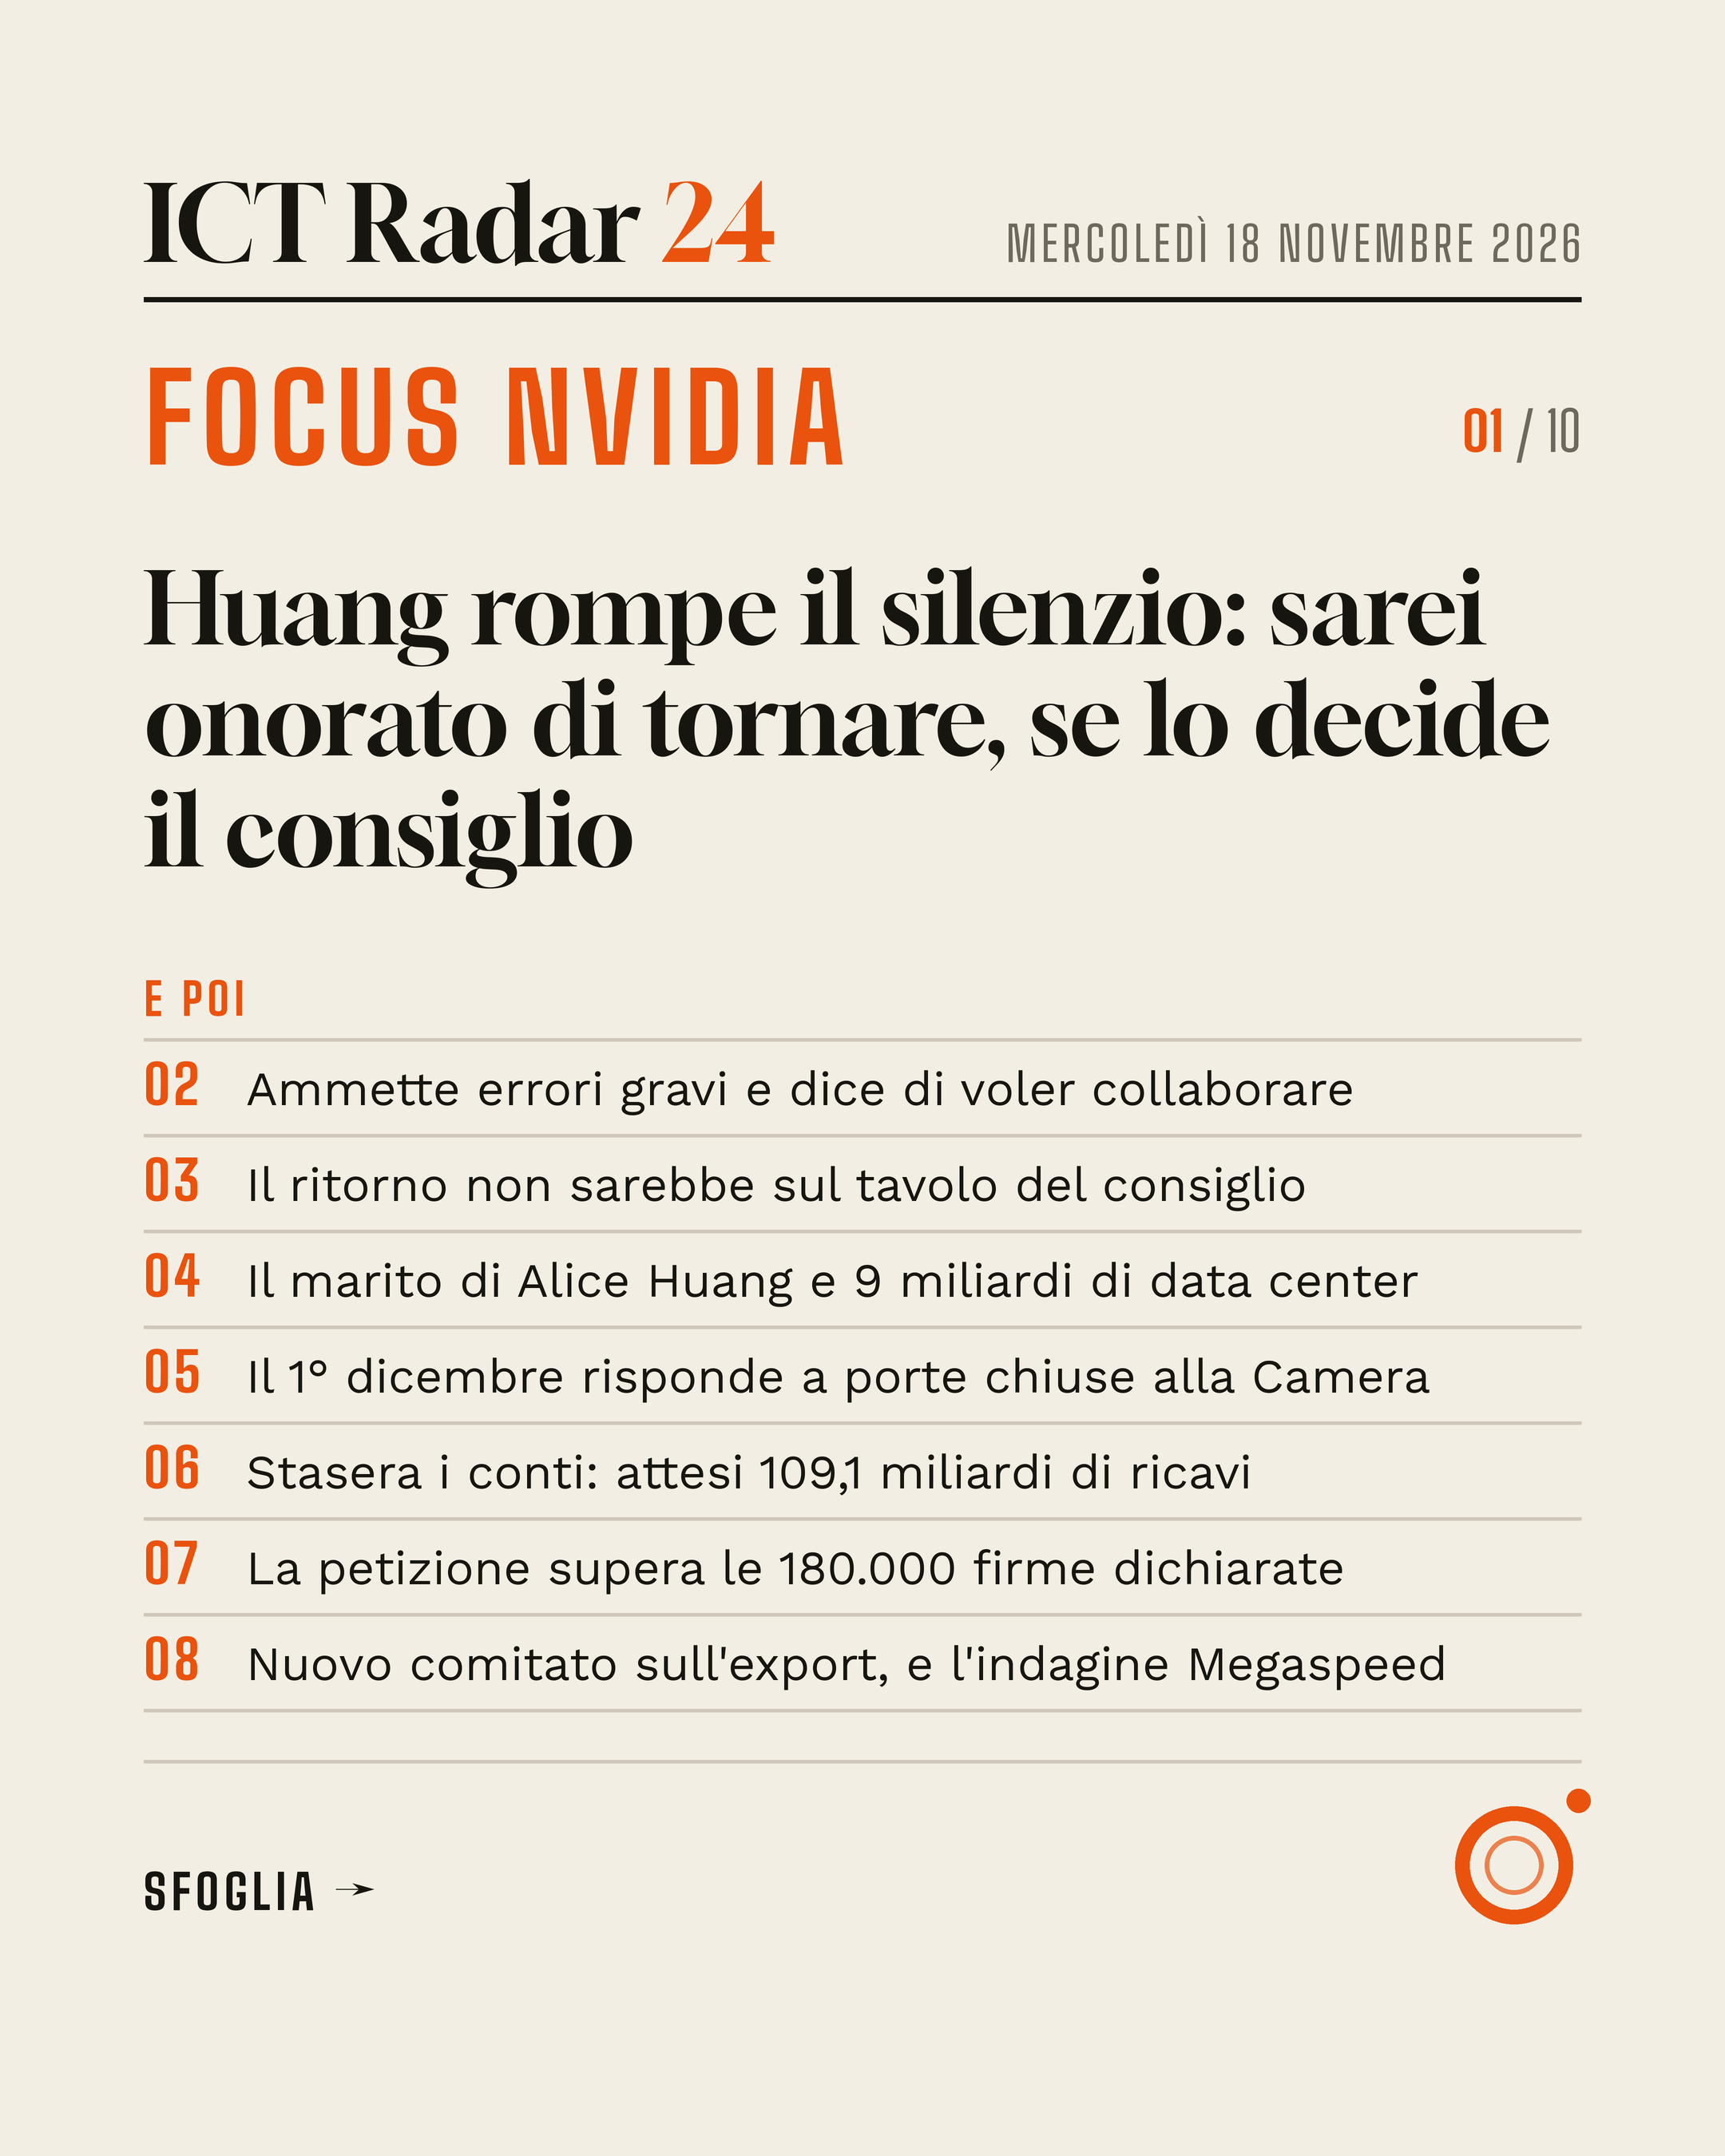 ICT Radar 24
MERCOLEDÌ 18 NOVEMBRE 2026
FOCUS NVIDIA
01 / 10
Huang rompe il silenzio: sarei
onorato di tornare, se lo decide
il consiglio
E POI
02 Ammette errori gravi e dice di voler collaborare
03 Il ritorno non sarebbe sul tavolo del consiglio
04 Il marito di Alice Huang e 9 miliardi di data center
05 Il 1° dicembre risponde a porte chiuse alla Camera
06 Stasera i conti: attesi 109,1 miliardi di ricavi
07 La petizione supera le 180.000 firme dichiarate
08 Nuovo comitato sull'export, e l'indagine Megaspeed
SFOGLIA →